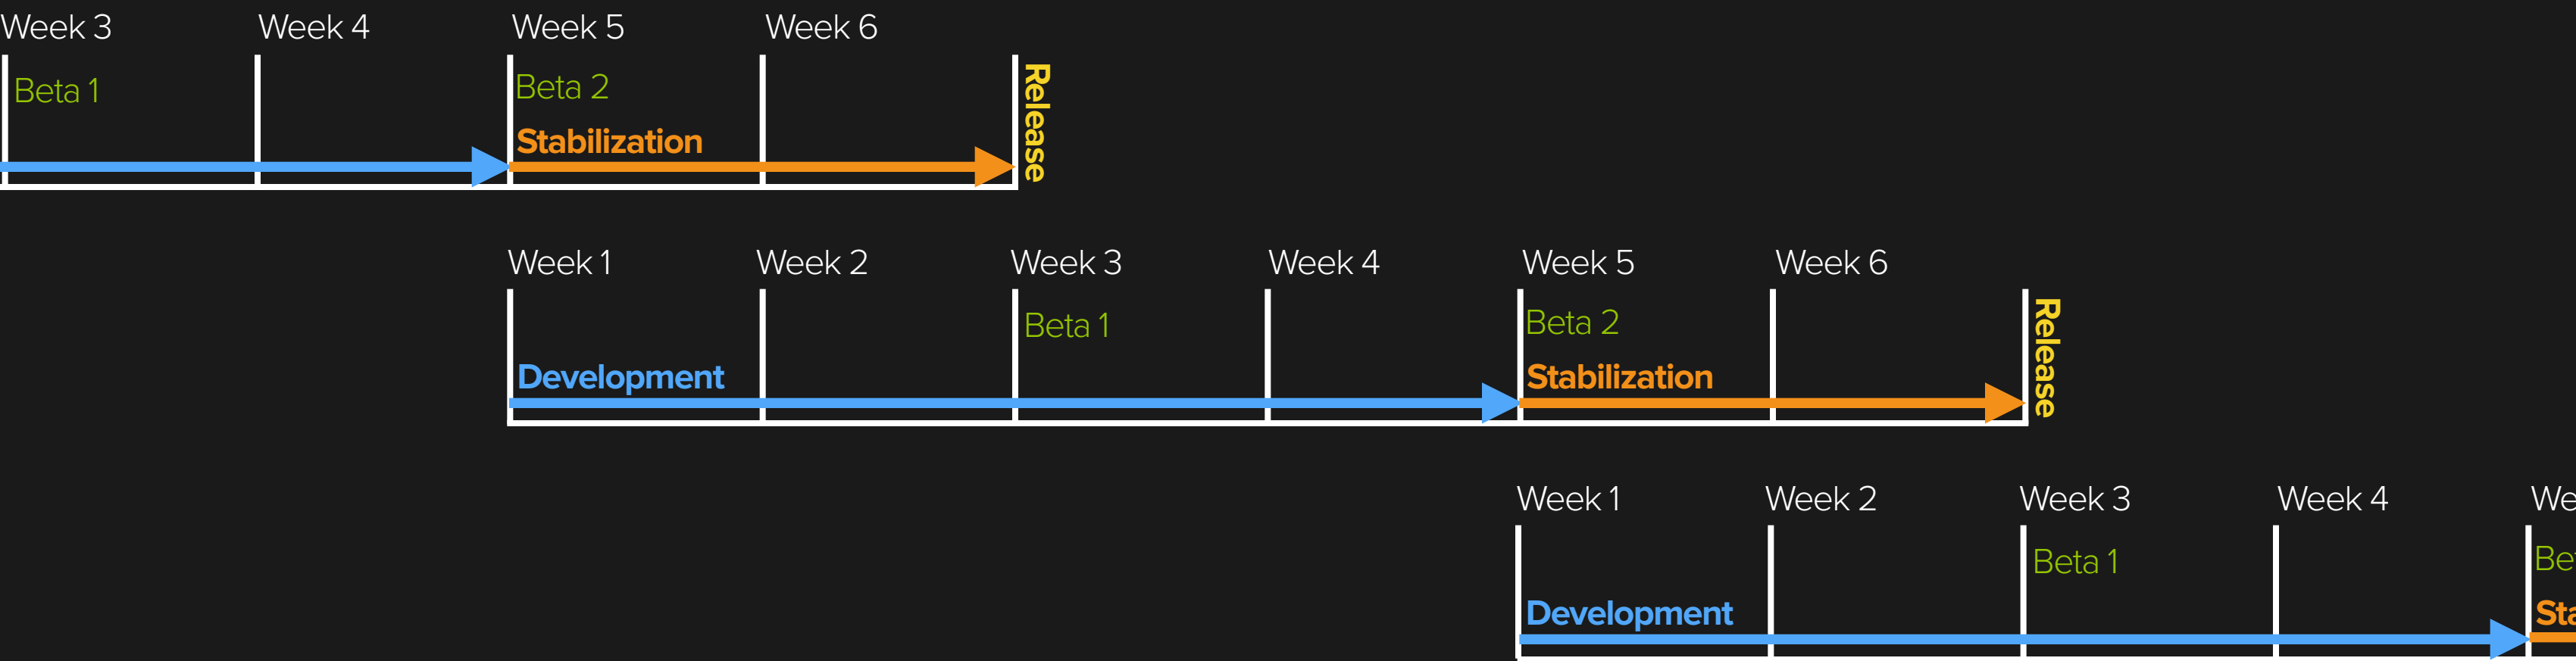 Week 3 Week 4 Week 5 Week 6
Beta 1 Beta 2
Release
Stabilization
Week 1 Week 2 Week 3 Week 4 Week 5 Week 6
Beta 1 Beta 2
Release
Development Stabilization
Week 1 Week 2 Week 3 Week 4
Beta 1
Development